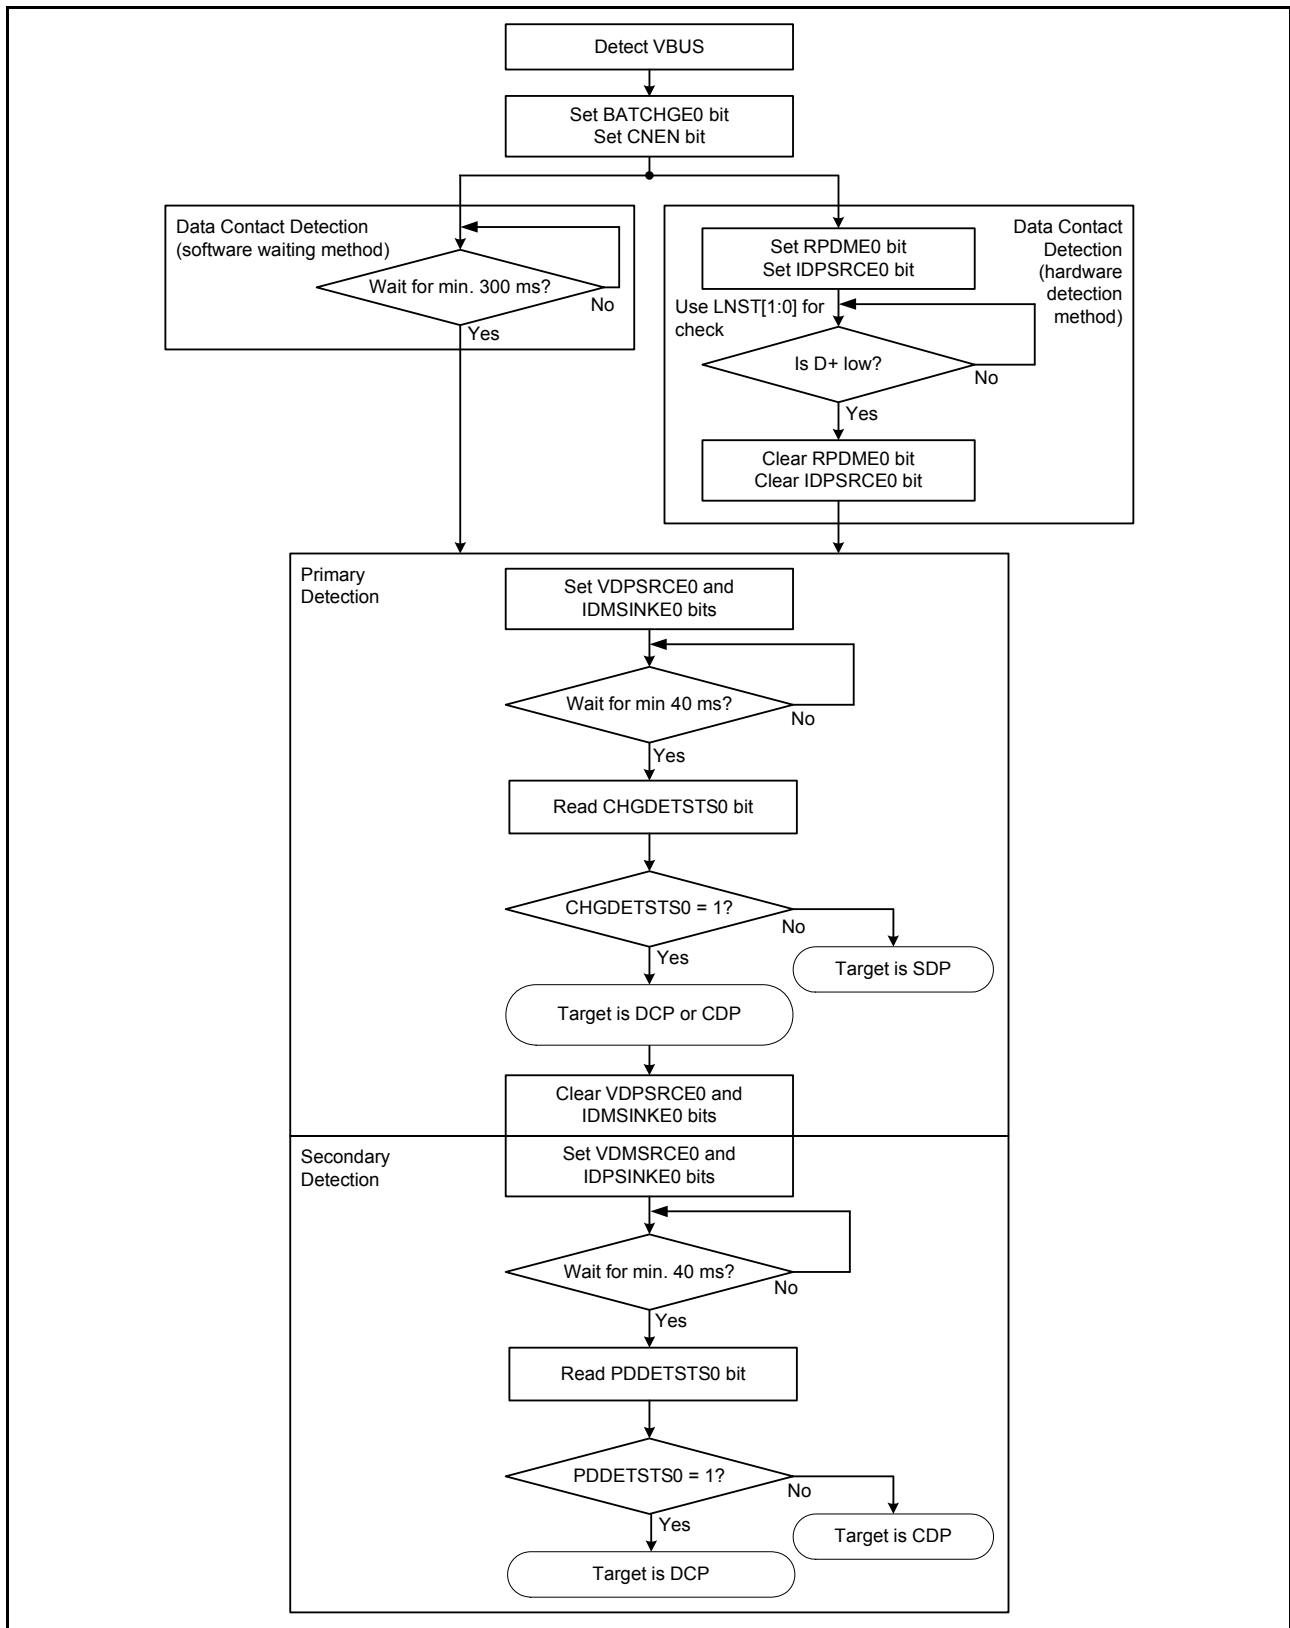 Detect VBUS
Set BATCHGE0 bit
Set CNEN bit
Data Contact Detection
(software waiting method)
Wait for min. 300 ms?
No
Yes
Data Contact
Detection
(hardware
detection
method)
Set RPDME0 bit
Set IDPSRCE0 bit
Use LNST[1:0] for
check
Is D+ low?
No
Yes
Clear RPDME0 bit
Clear IDPSRCE0 bit
Primary
Detection
Set VDPSRCE0 and
IDMSINKE0 bits
Wait for min 40 ms?
No
Yes
Read CHGDETSTS0 bit
CHGDETSTS0 = 1?
No
Yes
Target is SDP
Target is DCP or CDP
Clear VDPSRCE0 and
IDMSINKE0 bits
Secondary
Detection
Set VDMSRCE0 and
IDPSINKE0 bits
Wait for min. 40 ms?
No
Yes
Read PDDETSTS0 bit
PDDETSTS0 = 1?
No
Yes
Target is CDP
Target is DCP